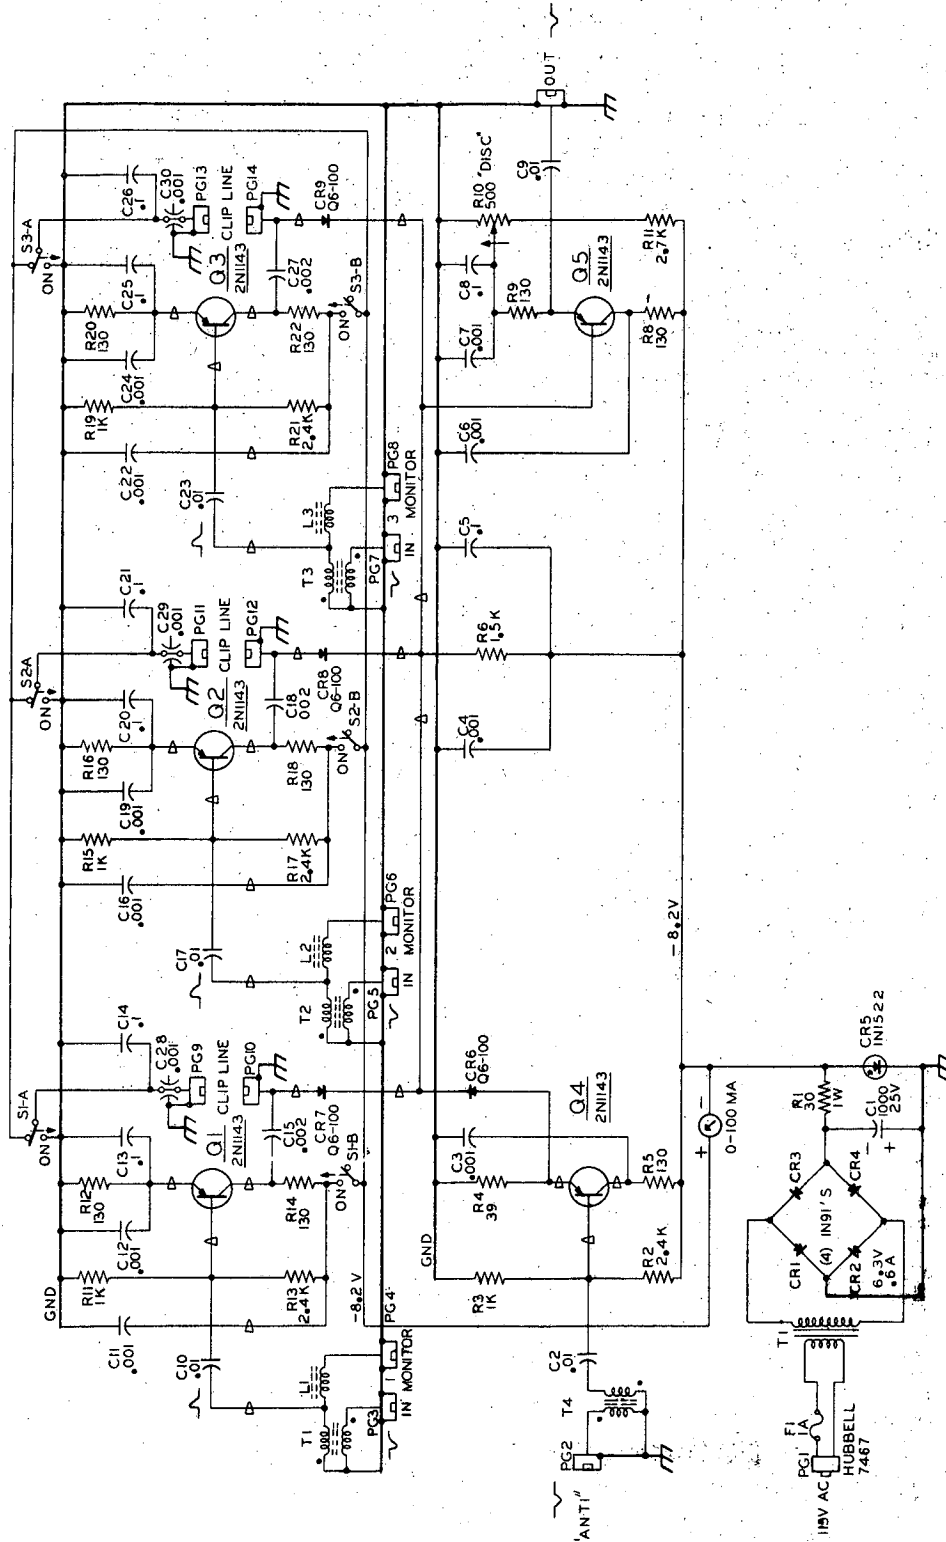 S1-A
ON
C14
.1
C28
.001
PG9
CLIP LINE
PG10
C13
.1
R12
130
C12
.001
Q1
2N1143
C15
.002
CR7
Q6-100
S1-B
ON
R14
130
GND
R11
1K
C11
.001
R13
2.4K
-8.2V
C10
.01
L1
T1
PG3
IN
1
MONITOR
PG4
S2A
ON
C21
.1
C29
.001
PG11
CLIP LINE
PG12
C20
.1
R16
130
C19
.001
Q2
2N1143
C18
.002
CR8
Q6-100
S2-B
ON
R18
130
R15
1K
C16
.001
R17
2.4K
C17
.01
L2
T2
PG5
IN
2
MONITOR
PG6
S3-A
ON
C26
.1
C30
.001
PG13
CLIP LINE
PG14
C25
.1
R20
130
C24
.001
Q3
2N1143
C27
.002
CR9
Q6-100
S3-B
ON
R22
130
R19
1K
C22
.001
R21
2.4K
C23
.01
L3
T3
PG7
IN
3
MONITOR
PG8
"ANTI"
PG2
T4
C2
.01
GND
R3
1K
R2
2.4K
R4
39
C3
.001
CR6
Q6-100
Q4
2N1143
R5
130
C4
.001
R6
1.5K
C5
.1
C6
.001
C7
.001
C8
.1
R9
130
R10 "DISC"
500
Q5
2N1143
R8
130
R11
2.7K
C9
.01
OUT
-8.2V
+
-
0-100 MA
115V AC
PG1
HUBBELL
7467
F1
1A
T1
6.3V
.6A
CR1
CR2
CR3
CR4
(4) IN91'S
R1
30
1W
C1
1000
25V
-
+
CR5
IN1522